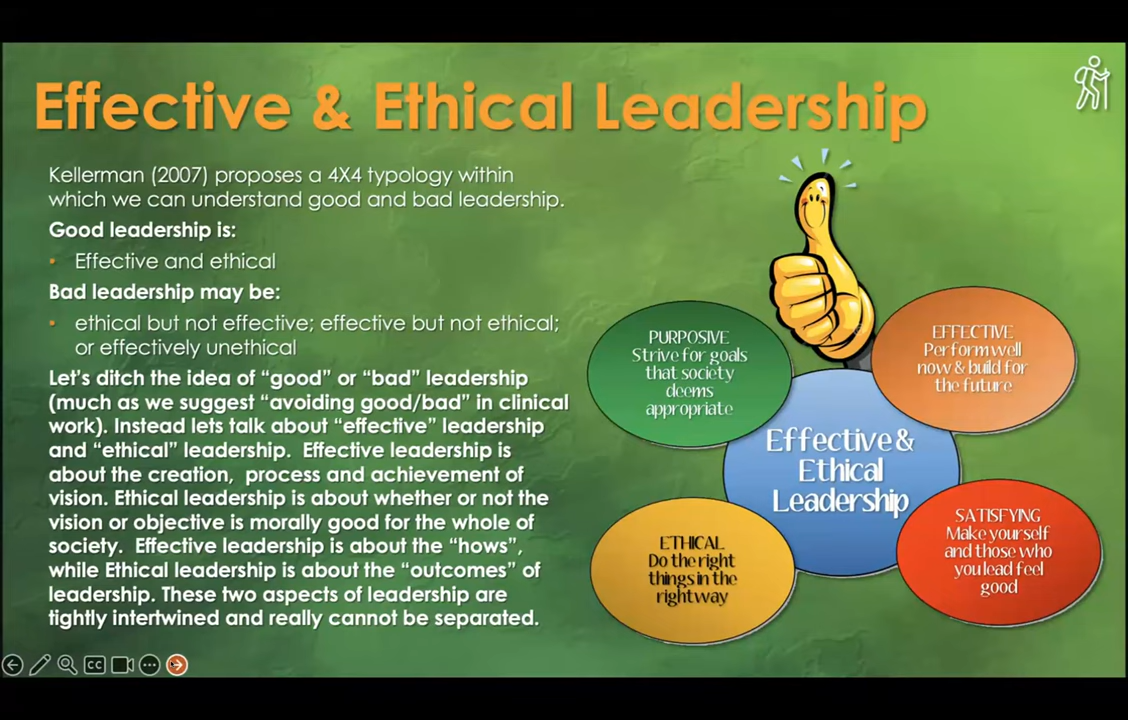 Effective & Ethical Leadership
Kellerman (2007) proposes a 4X4 typology within
which we can understand good and bad leadership.
Good leadership is:
• Effective and ethical
Bad leadership may be:
• ethical but not effective; effective but not ethical;
or effectively unethical
Let's ditch the idea of "good" or "bad" leadership
(much as we suggest "avoiding good/bad" in clinical
work). Instead lets talk about "effective" leadership
and "ethical" leadership. Effective leadership is
about the creation, process and achievement of
vision. Ethical leadership is about whether or not the
vision or objective is morally good for the whole of
society. Effective leadership is about the "hows",
while Ethical leadership is about the "outcomes" of
leadership. These two aspects of leadership are
tightly intertwined and really cannot be separated.
PURPOSIVE
Strive for goals
that society
deems
appropriate
EFFECTIVE
Perform well
now & build for
the future
Effective &
Ethical
Leadership
ETHICAL
Do the right
things in the
right way
SATISFYING
Make yourself
and those who
you lead feel
good
CC